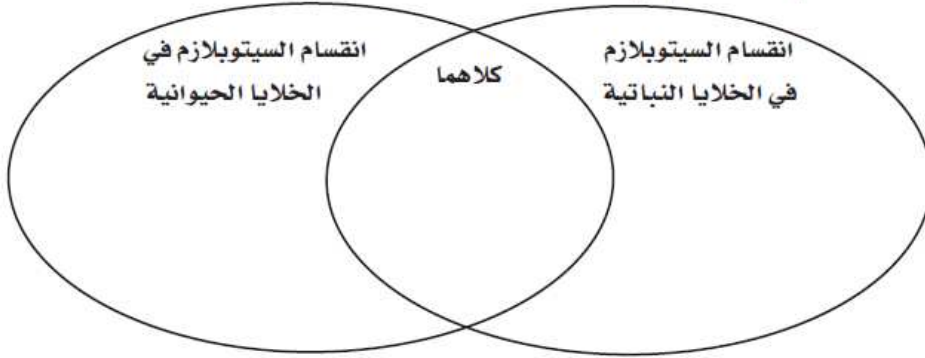 انقسام السيتوبلازم
في الخلايا النباتية
كلاهما
انقسام السيتوبلازم في
الخلايا الحيوانية